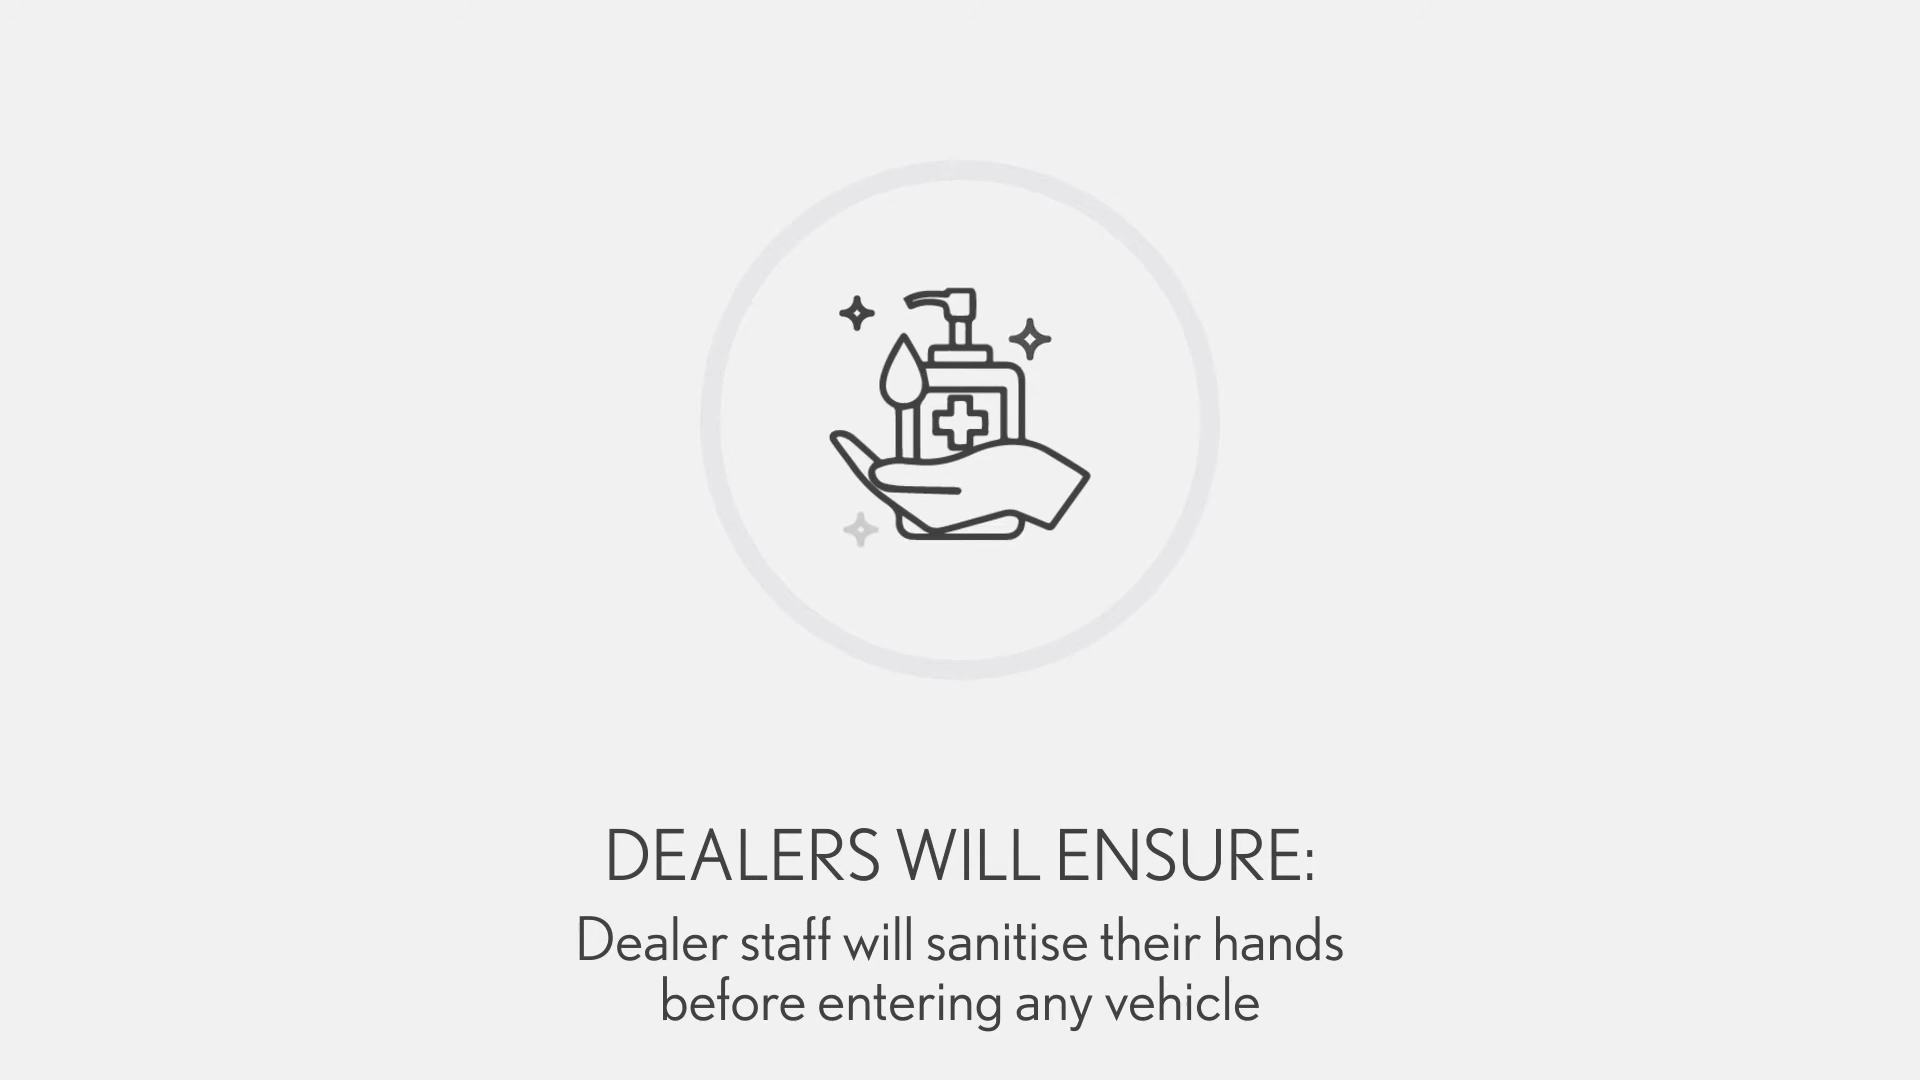 DEALERS WILL ENSURE:
Dealer staff will sanitise their hands
before entering any vehicle